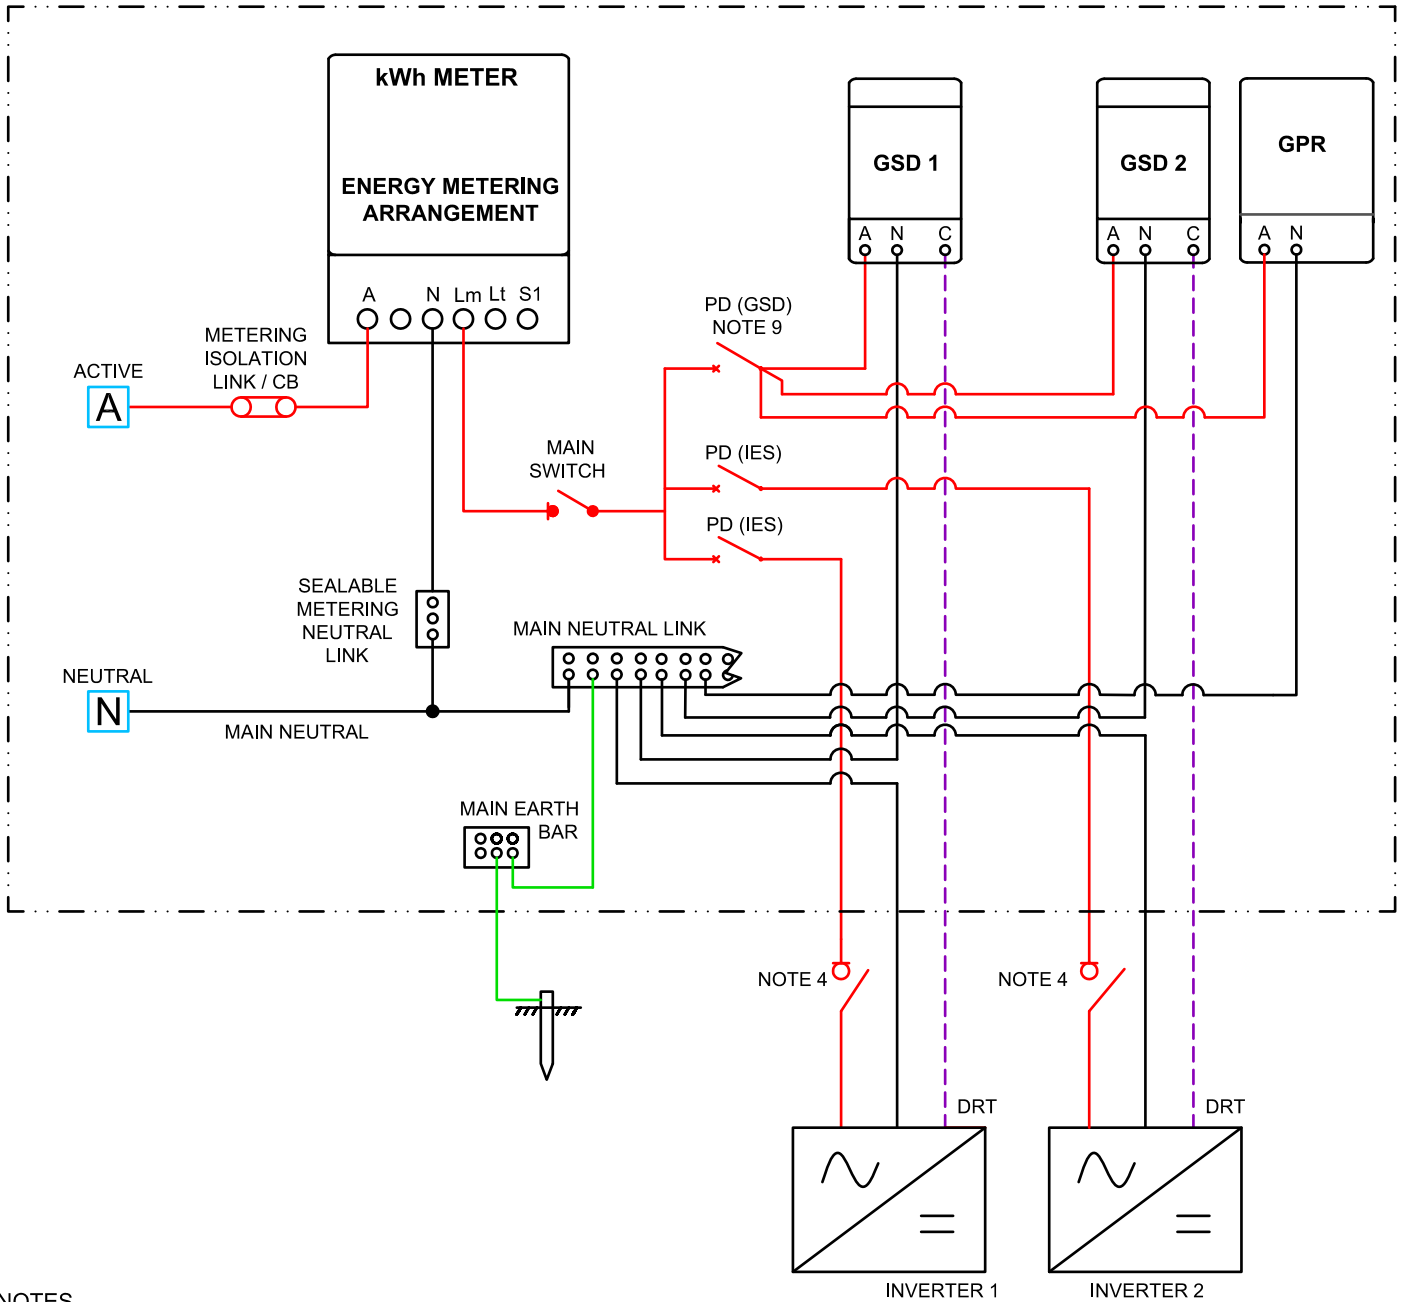 kWh METER
ENERGY METERING
ARRANGEMENT
A
N
Lm
Lt
S1
GSD 1
A
N
C
GSD 2
A
N
C
GPR
A
N
METERING
ISOLATION
LINK / CB
ACTIVE
A
PD (GSD)
NOTE 9
MAIN
SWITCH
PD (IES)
PD (IES)
SEALABLE
METERING
NEUTRAL
LINK
MAIN NEUTRAL LINK
NEUTRAL
N
MAIN NEUTRAL
MAIN EARTH
BAR
NOTE 4
NOTE 4
DRT
DRT
INVERTER 1
INVERTER 2
NOTES